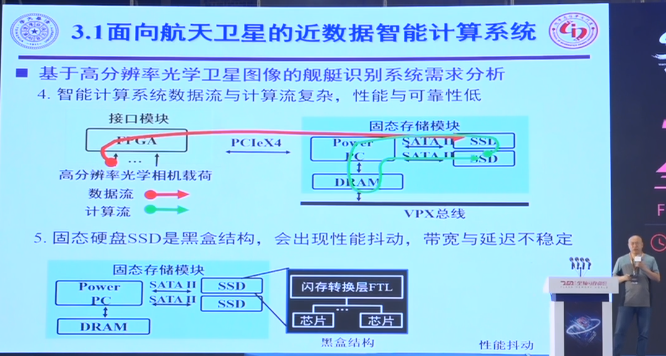 3.1面向航天卫星的近数据智能计算系统
基于高分辨率光学卫星图像的舰艇识别系统需求分析
4. 智能计算系统数据流与计算流复杂，性能与可靠性低
接口模块
固态存储模块
FPGA
PCIeX4
Power
PC
SATA II
SSD
SATA II
SSD
…
高分辨率光学相机载荷
DRAM
数据流
计算流
VPX总线
5. 固态硬盘SSD是黑盒结构，会出现性能抖动，带宽与延迟不稳定
固态存储模块
Power
PC
SATA II
SSD
SATA II
SSD
DRAM
闪存转换层FTL
…
芯片
芯片
黑盒结构
性能抖动